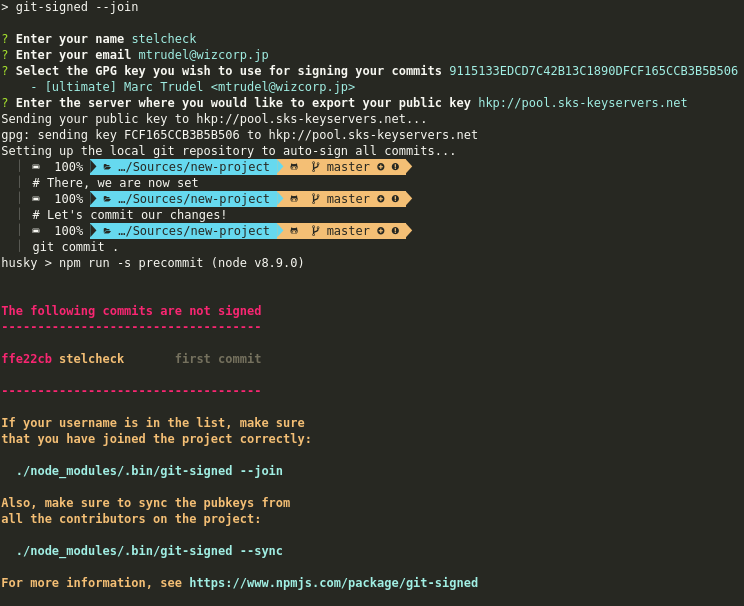 > git-signed --join
? Enter your name stelcheck
? Enter your email mtrudel@wizcorp.jp
? Select the GPG key you wish to use for signing your commits 9115133EDCD7C42B13C1890DFCF165CCB3B5B506
- [ultimate] Marc Trudel <mtrudel@wizcorp.jp>
? Enter the server where you would like to export your public key hkp://pool.sks-keyservers.net
Sending your public key to hkp://pool.sks-keyservers.net...
gpg: sending key FCF165CCB3B5B506 to hkp://pool.sks-keyservers.net
Setting up the local git repository to auto-sign all commits...
100% …/Sources/new-project master
# There, we are now set
100% …/Sources/new-project master
# Let's commit our changes!
100% …/Sources/new-project master
git commit .
husky > npm run -s precommit (node v8.9.0)
The following commits are not signed
------------------------------------
ffe22cb stelcheck first commit
------------------------------------
If your username is in the list, make sure
that you have joined the project correctly:
./node_modules/.bin/git-signed --join
Also, make sure to sync the pubkeys from
all the contributors on the project:
./node_modules/.bin/git-signed --sync
For more information, see https://www.npmjs.com/package/git-signed